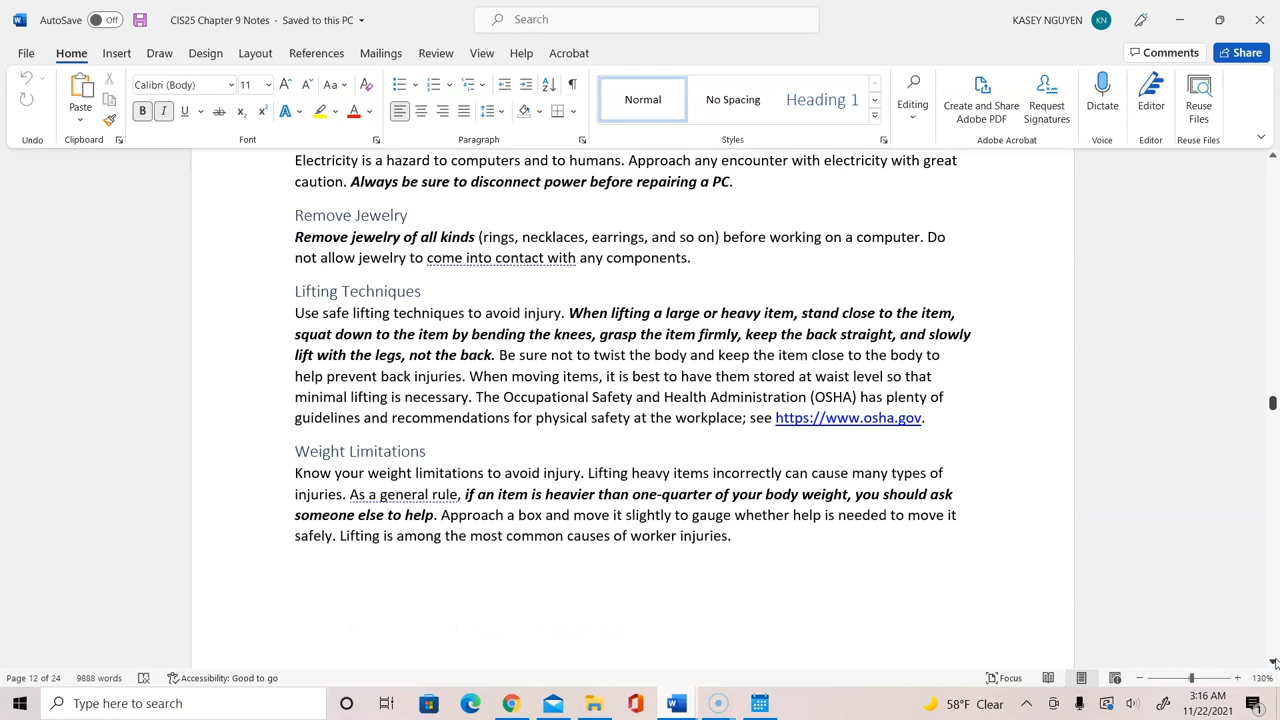 AutoSave Off CIS25 Chapter 9 Notes - Saved to this PC Search KASEY NGUYEN KN
File Home Insert Draw Design Layout References Mailings Review View Help Acrobat Comments Share
Calibri (Body) 11 Aa
Paste
Normal No Spacing Heading 1
Editing
Create and Share Adobe PDF
Request Signatures
Dictate
Editor
Reuse Files
Undo Clipboard Font Paragraph Styles Adobe Acrobat Voice Editor Reuse Files
Electricity is a hazard to computers and to humans. Approach any encounter with electricity with great
caution. Always be sure to disconnect power before repairing a PC.
Remove Jewelry
Remove jewelry of all kinds (rings, necklaces, earrings, and so on) before working on a computer. Do
not allow jewelry to come into contact with any components.
Lifting Techniques
Use safe lifting techniques to avoid injury. When lifting a large or heavy item, stand close to the item,
squat down to the item by bending the knees, grasp the item firmly, keep the back straight, and slowly
lift with the legs, not the back. Be sure not to twist the body and keep the item close to the body to
help prevent back injuries. When moving items, it is best to have them stored at waist level so that
minimal lifting is necessary. The Occupational Safety and Health Administration (OSHA) has plenty of
guidelines and recommendations for physical safety at the workplace; see https://www.osha.gov.
Weight Limitations
Know your weight limitations to avoid injury. Lifting heavy items incorrectly can cause many types of
injuries. As a general rule, if an item is heavier than one-quarter of your body weight, you should ask
someone else to help. Approach a box and move it slightly to gauge whether help is needed to move it
safely. Lifting is among the most common causes of worker injuries.
Page 12 of 24 9888 words Accessibility: Good to go Focus 130%
Type here to search 58°F Clear 3:16 AM
11/22/2021 1